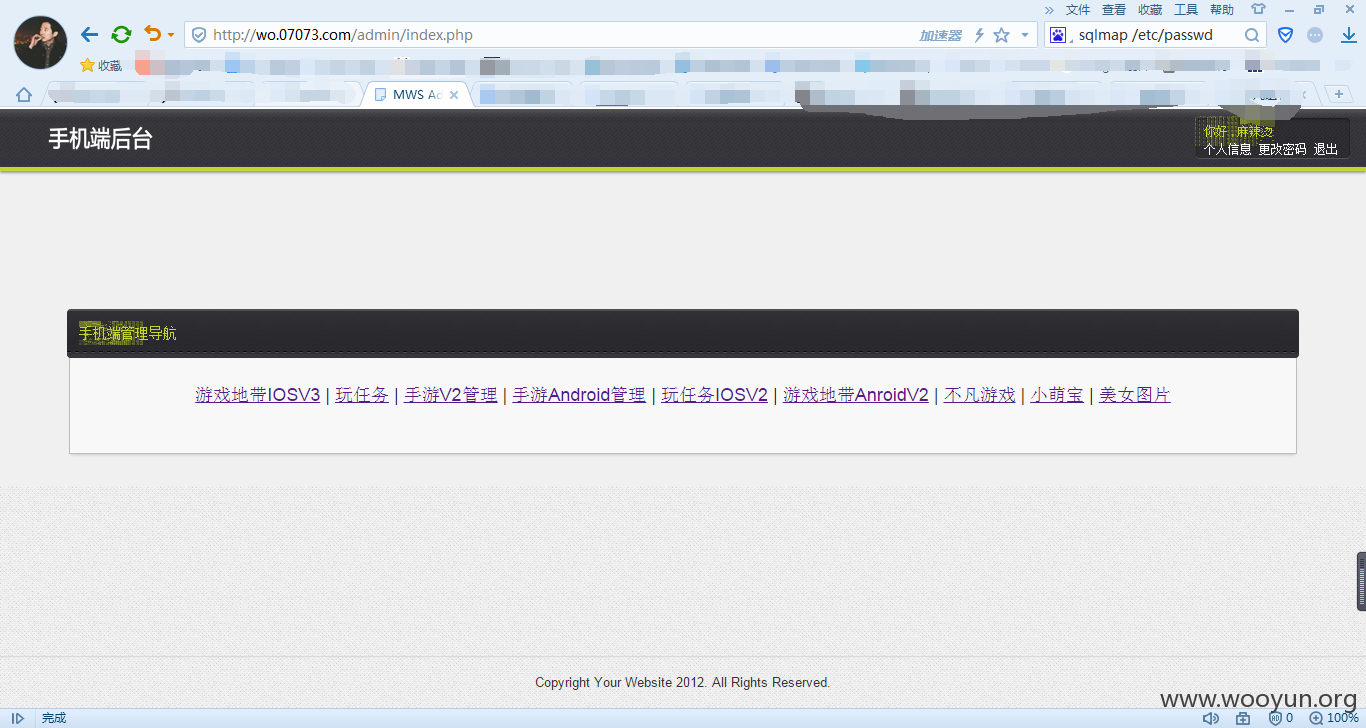 » 文件 查看 收藏 工具 帮助
http://wo.07073.com/admin/index.php 加速器 sqlmap /etc/passwd
收藏
MWS Ad
手机端后台
你好，麻辣烫
个人信息 更改密码 退出
手机端管理导航
游戏地带IOSV3 | 玩任务 | 手游V2管理 | 手游Android管理 | 玩任务IOSV2 | 游戏地带AnroidV2 | 不凡游戏 | 小萌宝 | 美女图片
Copyright Your Website 2012. All Rights Reserved.
www.wooyun.org
完成 0 100%